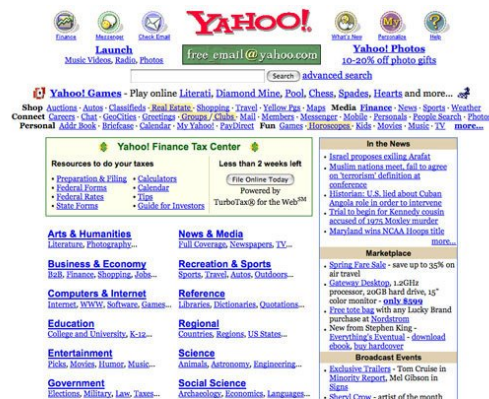 Finance Messenger Check Email YAHOO! What's New Personalize Help
Launch
Music Videos, Radio, Photos
free email@yahoo.com
Yahoo! Photos
10-20% off photo gifts
Search advanced search
Yahoo! Games - Play online Literati, Diamond Mine, Pool, Chess, Spades, Hearts and more...
Shop Auctions · Autos · Classifieds · Real Estate · Shopping · Travel · Yellow Pgs · Maps Media Finance · News · Sports · Weather
Connect Careers · Chat · GeoCities · Greetings · Groups / Clubs · Mail · Members · Messenger · Mobile · Personals · People Search · Photo
Personal Addr Book · Briefcase · Calendar · My Yahoo! · PayDirect Fun Games · Horoscopes · Kids · Movies · Music · TV more...
Yahoo! Finance Tax Center
Resources to do your taxes
· Preparation & Filing · Calculators
· Federal Forms · Calendar
· Federal Rates · Tips
· State Forms · Guide for Investors
Less than 2 weeks left
File Online Today
Powered by
TurboTax® for the Web℠
Arts & Humanities
Literature, Photography...
News & Media
Full Coverage, Newspapers, TV...
Business & Economy
B2B, Finance, Shopping, Jobs...
Recreation & Sports
Sports, Travel, Autos, Outdoors...
Computers & Internet
Internet, WWW, Software, Games...
Reference
Libraries, Dictionaries, Quotations...
Education
College and University, K-12...
Regional
Countries, Regions, US States...
Entertainment
Picks, Movies, Humor, Music...
Science
Animals, Astronomy, Engineering...
Government
Elections, Military, Law, Taxes...
Social Science
Archaeology, Economics, Languages...
In the News
· Israel proposes exiling Arafat
· Muslim nations meet, fail to agree
on 'terrorism' definition at
conference
· Historian: U.S. lied about Cuban
Angola role in order to intervene
· Trial to begin for Kennedy cousin
accused of 1975 Moxley murder
· Maryland wins NCAA Hoops title
more...
Marketplace
· Spring Fare Sale - save up to 35% on
air travel
· Gateway Desktop, 1.2GHz
processor, 20GB hard drive, 15"
color monitor - only $599
· Free tote bag with any Lucky Brand
purchase at Nordstrom
· New from Stephen King -
Everything's Eventual - download
ebook, buy hardcover
Broadcast Events
· Exclusive Trailers - Tom Cruise in
Minority Report, Mel Gibson in
Signs
· Sheryl Crow - artist of the month